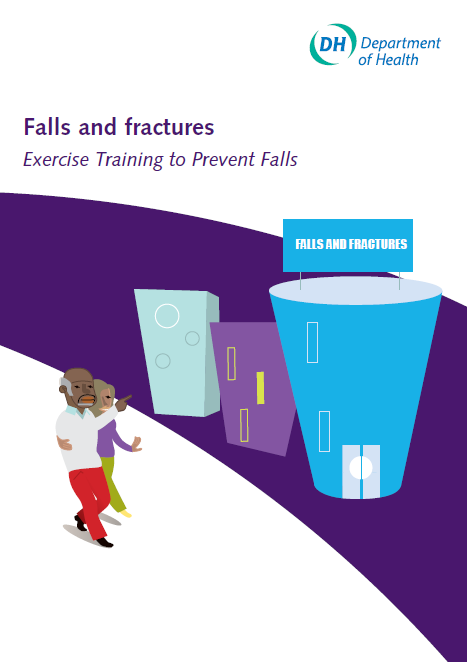 DH Department
of Health
Falls and fractures
Exercise Training to Prevent Falls
FALLS AND FRACTURES